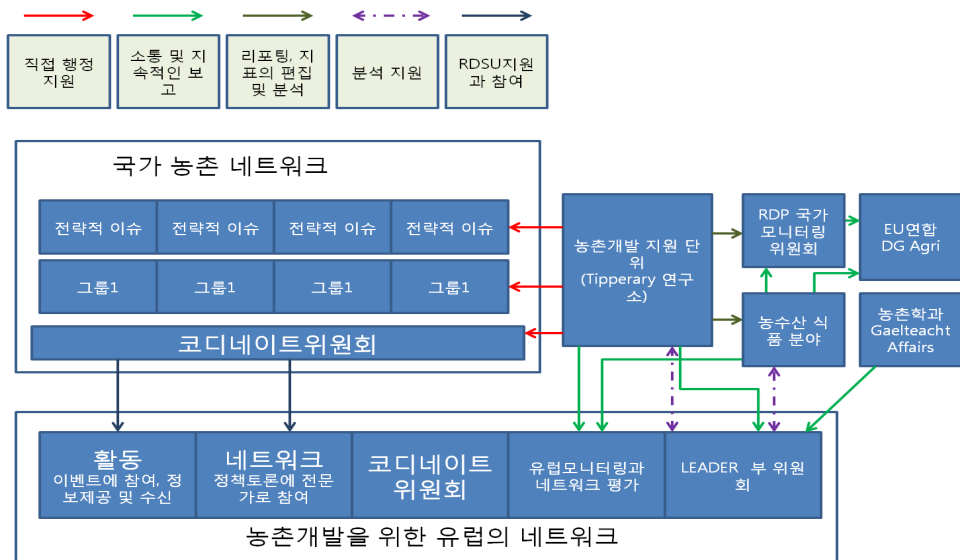 직접 행정
지원
소통 및 지
속적인 보
고
리포팅, 지
표의 편집
및 분석
분석 지원
RDSU지원
과 참여
국가 농촌 네트워크
전략적 이슈
전략적 이슈
전략적 이슈
전략적 이슈
그룹1
그룹1
그룹1
그룹1
코디네이트위원회
농촌개발 지원 단
위
(Tipperary 연구
소)
RDP 국가
모니터링
위원회
EU연합
DG Agri
농수산 식
품 분야
농촌학과
Gaelteacht
Affairs
활동
이벤트에 참여, 정
보제공 및 수신
네트워크
정책토론에 전문
가로 참여
코디네이트
위원회
유럽모니터링과
네트워크 평가
LEADER 부 위원
회
농촌개발을 위한 유럽의 네트워크